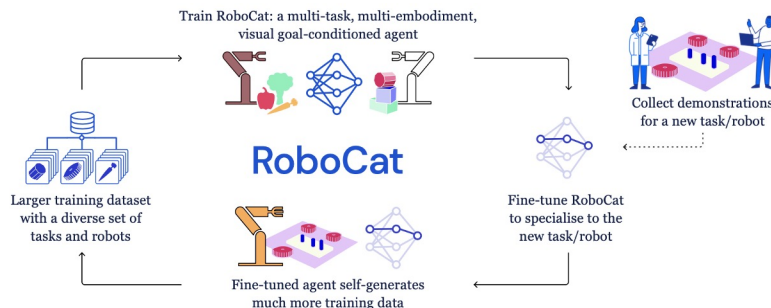 Train RoboCat: a multi-task, multi-embodiment,
visual goal-conditioned agent
Collect demonstrations
for a new task/robot
RoboCat
Larger training dataset
with a diverse set of
tasks and robots
Fine-tune RoboCat
to specialise to the
new task/robot
Fine-tuned agent self-generates
much more training data